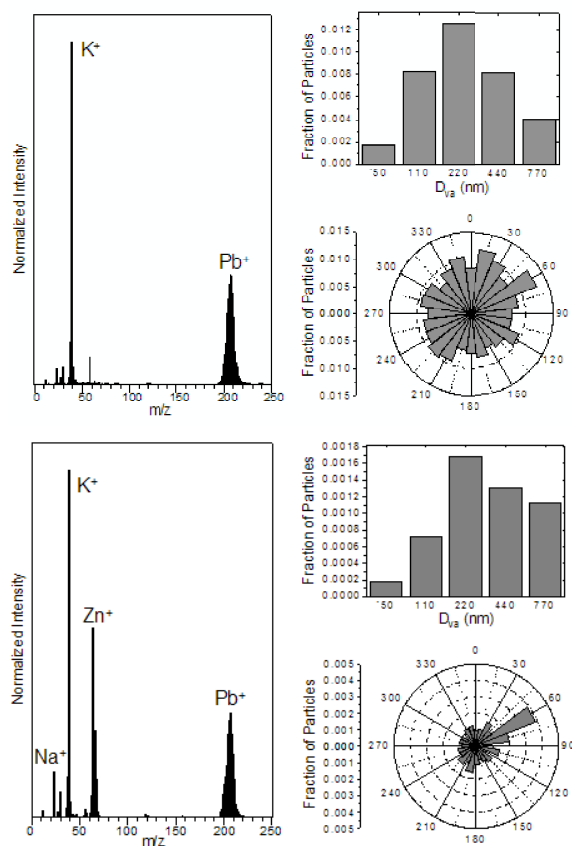 K+
Pb+
Normalized Intensity
0 50 100 150 200 250
m/z
Fraction of Particles
0.012
0.010
0.008
0.006
0.004
0.002
0.000
50 110 220 440 770
Dva (nm)
Fraction of Particles
0.015
0.010
0.005
0.000
0.005
0.010
0.015
0
30
60
90
120
150
180
210
240
270
300
330
K+
Zn+
Na+
Pb+
Normalized Intensity
0 50 100 150 200 250
m/z
Fraction of Particles
0.0018
0.0016
0.0014
0.0012
0.0010
0.0008
0.0006
0.0004
0.0002
0.0000
50 110 220 440 770
Dva (nm)
Fraction of Particles
0.005
0.004
0.003
0.002
0.001
0.000
0.001
0.002
0.003
0.004
0.005
0
30
60
90
120
150
180
210
240
270
300
330